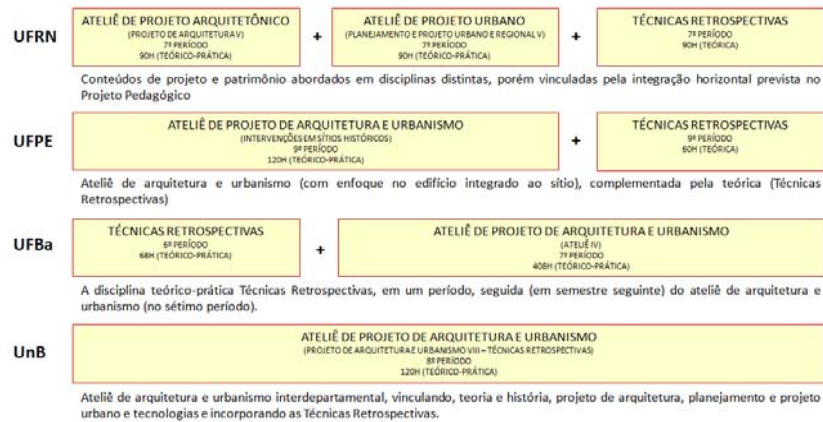 UFRN
ATELIÊ DE PROJETO ARQUITETÔNICO
(PROJETO DE ARQUITETURA V)
7º PERÍODO
90H (TEÓRICO-PRÁTICA)
+
ATELIÊ DE PROJETO URBANO
(PLANEJAMENTO E PROJETO URBANO E REGIONAL V)
7º PERÍODO
90H (TEÓRICO-PRÁTICA)
+
TÉCNICAS RETROSPECTIVAS
7º PERÍODO
90H (TEÓRICA)
Conteúdos de projeto e patrimônio abordados em disciplinas distintas, porém vinculadas pela integração horizontal prevista no
Projeto Pedagógico
UFPE
ATELIÊ DE PROJETO DE ARQUITETURA E URBANISMO
(INTERVENÇÕES EM SÍTIOS HISTÓRICOS)
9º PERÍODO
120H (TEÓRICO-PRÁTICA)
+
TÉCNICAS RETROSPECTIVAS
9º PERÍODO
60H (TEÓRICA)
Ateliê de arquitetura e urbanismo (com enfoque no edifício integrado ao sítio), complementada pela teórica (Técnicas
Retrospectivas)
UFBa
TÉCNICAS RETROSPECTIVAS
6º PERÍODO
68H (TEÓRICO-PRÁTICA)
+
ATELIÊ DE PROJETO DE ARQUITETURA E URBANISMO
(ATELIÊ IV)
7º PERÍODO
408H (TEÓRICO-PRÁTICA)
A disciplina teórico-prática Técnicas Retrospectivas, em um período, seguida (em semestre seguinte) do ateliê de arquitetura e
urbanismo (no sétimo período).
UnB
ATELIÊ DE PROJETO DE ARQUITETURA E URBANISMO
(PROJETO DE ARQUITETURA E URBANISMO VIII – TÉCNICAS RETROSPECTIVAS)
8º PERÍODO
120H (TEÓRICO-PRÁTICA)
Ateliê de arquitetura e urbanismo interdepartamental, vinculando, teoria e história, projeto de arquitetura, planejamento e projeto
urbano e tecnologias e incorporando as Técnicas Retrospectivas.